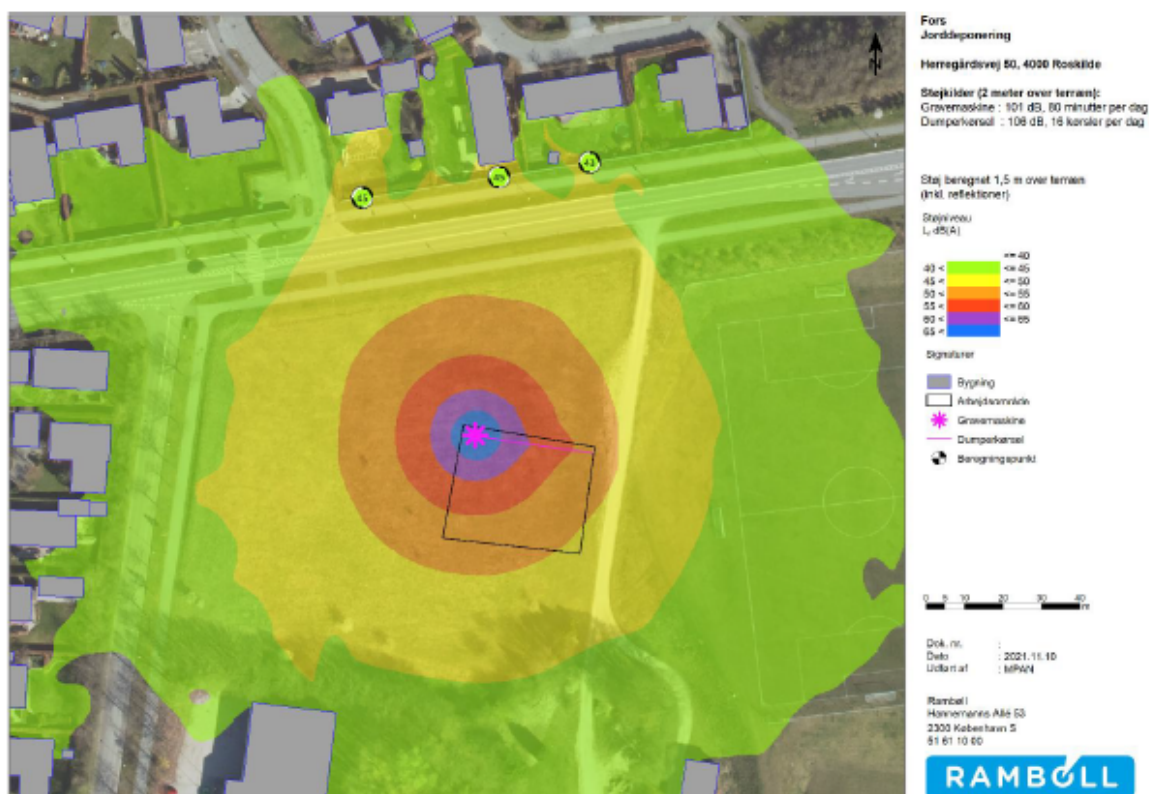 Fors
Jorddeponering
Herregårdsvej 50, 4000 Roskilde
Støjkilder (2 meter over terræn):
Gravemaskine : 101 dB, 80 minutter per dag
Dumperkørsel : 106 dB, 16 kørsler per dag
Støj beregnet 1,5 m over terræn
(inkl. reflektioner)
Støjniveau
Lr dB(A)
<= 40
40 < <= 45
45 < <= 50
50 < <= 55
55 < <= 60
60 < <= 65
65 <
Signaturer
Bygning
Arbejdsområde
Gravemaskine
Dumperkørsel
Beregningspunkt
0 5 10 20 30 40
m
Dok. nr. :
Dato : 2021.11.10
Udført af : MPAN
Rambøll
Hannemanns Allé 53
2300 København S
51 61 10 00
RAMBOLL
N
45